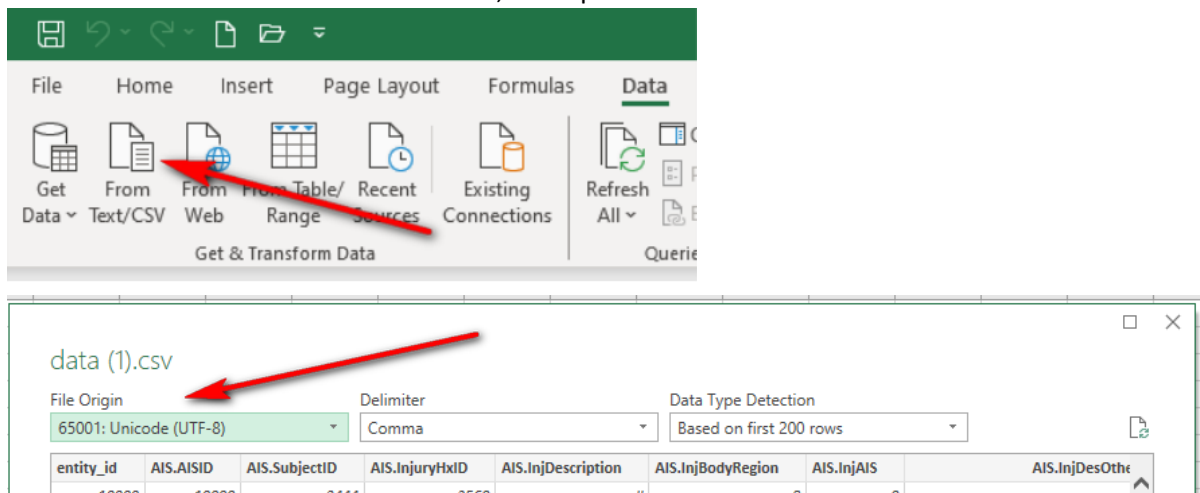 File Home Insert Page Layout Formulas Data
Get From From From Table/ Recent Existing Refresh
Data Text/CSV Web Range Sources Connections All
Get & Transform Data
data (1).csv
File Origin Delimiter Data Type Detection
65001: Unicode (UTF-8) Comma Based on first 200 rows
entity_id AIS.AISID AIS.SubjectID AIS.InjuryHxID AIS.InjDescription AIS.InjBodyRegion AIS.InjAIS